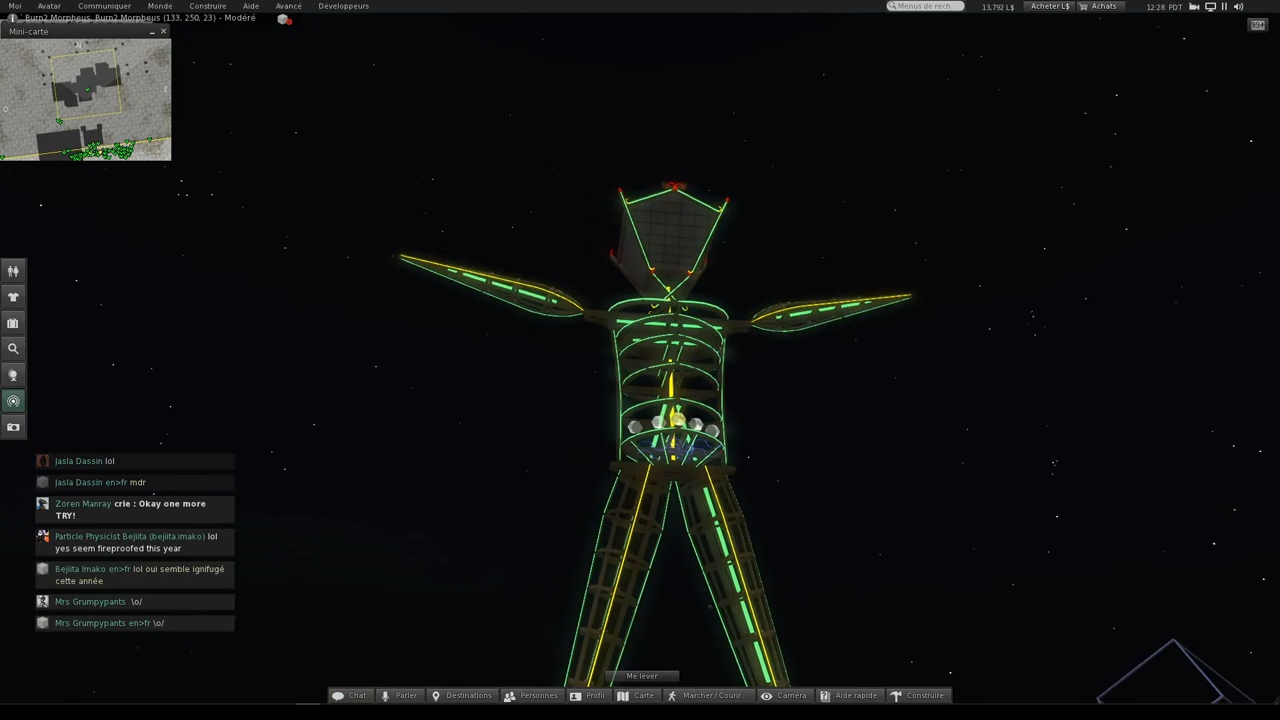 Moi Avatar Communiquer Monde Construire Aide Avancé Développeurs
Menus de rech 13,792 L$ Acheter L$ Achats 12:28 PDT
Burn2 Morpheus, Burn2 Morpheus (133, 250, 23) - Modéré
Mini-carte
N
E
O
Jasla Dassin lol
Jasla Dassin en>fr mdr
Zoren Manray crie : Okay one more
TRY!
Particle Physicist Bejiita (bejiita.imako) lol
yes seem fireproofed this year
Bejiita Imako en>fr lol oui semble ignifugé
cette année
Mrs Grumpypants \o/
Mrs Grumpypants en>fr \o/
Me lever
Chat Parler Destinations Personnes Profil Carte Marcher / Courir... Caméra Aide rapide Construire